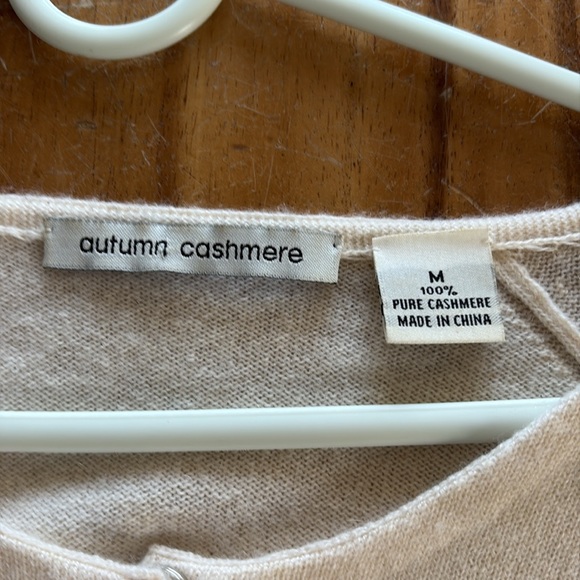 autumn cashmere
M
100%
PURE CASHMERE
MADE IN CHINA